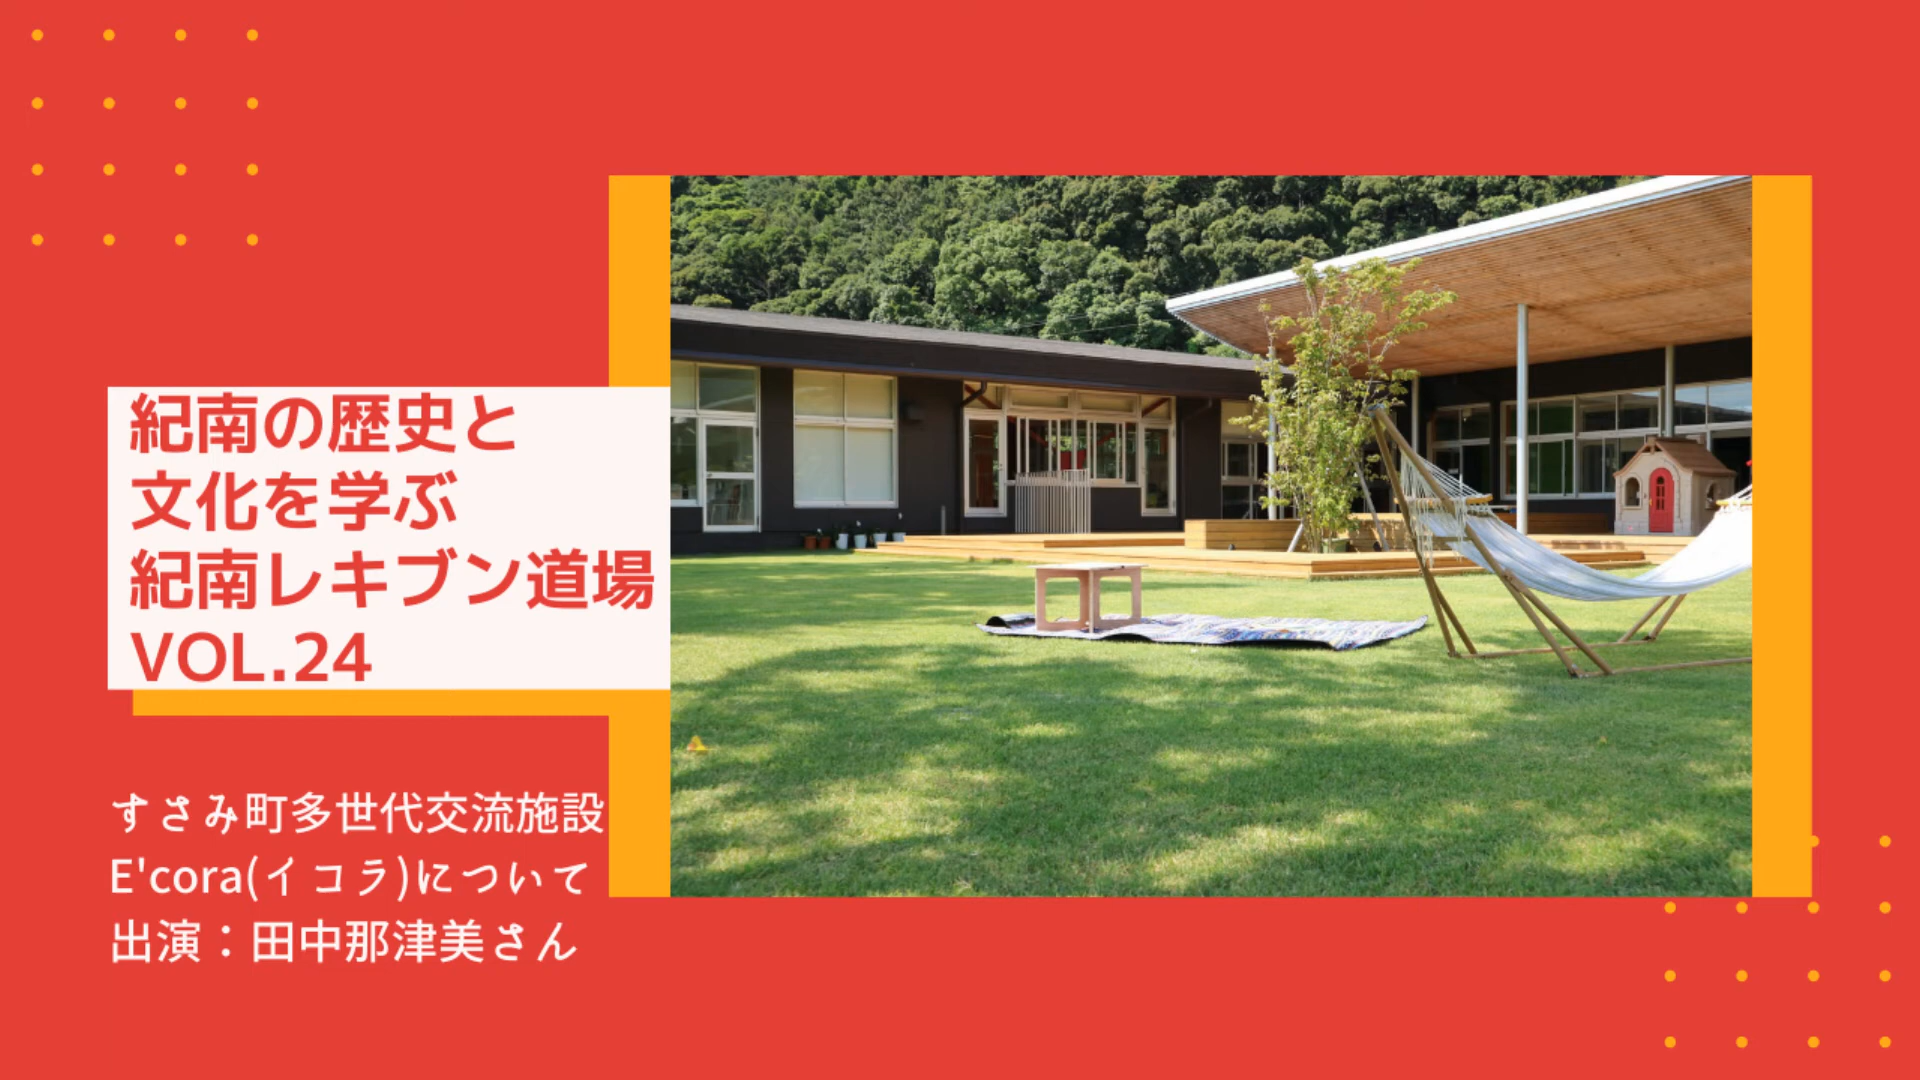 紀南の歴史と
文化を学ぶ
紀南レキブン道場
VOL.24
すさみ町多世代交流施設
E'cora(イコラ)について
出演：田中那津美さん